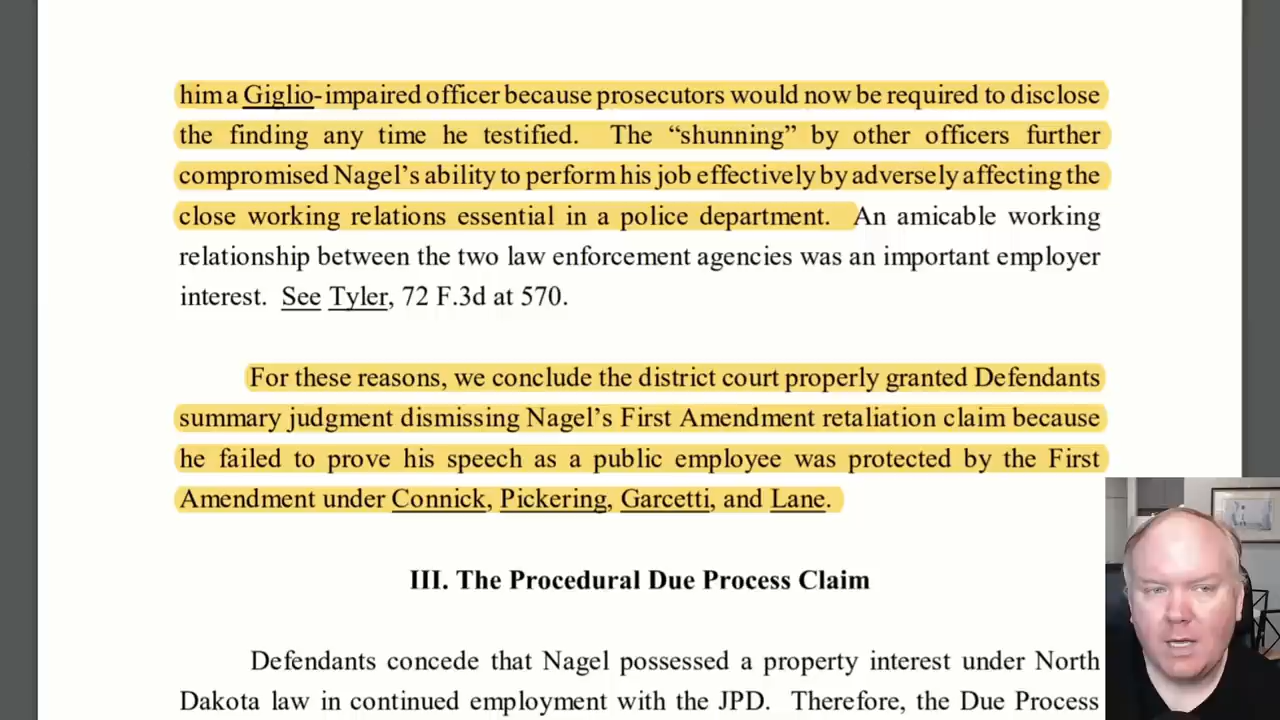 him a Giglio-impaired officer because prosecutors would now be required to disclose
the finding any time he testified. The “shunning” by other officers further
compromised Nagel’s ability to perform his job effectively by adversely affecting the
close working relations essential in a police department. An amicable working
relationship between the two law enforcement agencies was an important employer
interest. See Tyler, 72 F.3d at 570.
For these reasons, we conclude the district court properly granted Defendants
summary judgment dismissing Nagel’s First Amendment retaliation claim because
he failed to prove his speech as a public employee was protected by the First
Amendment under Connick, Pickering, Garcetti, and Lane.
III. The Procedural Due Process Claim
Defendants concede that Nagel possessed a property interest under North
Dakota law in continued employment with the JPD. Therefore, the Due Process